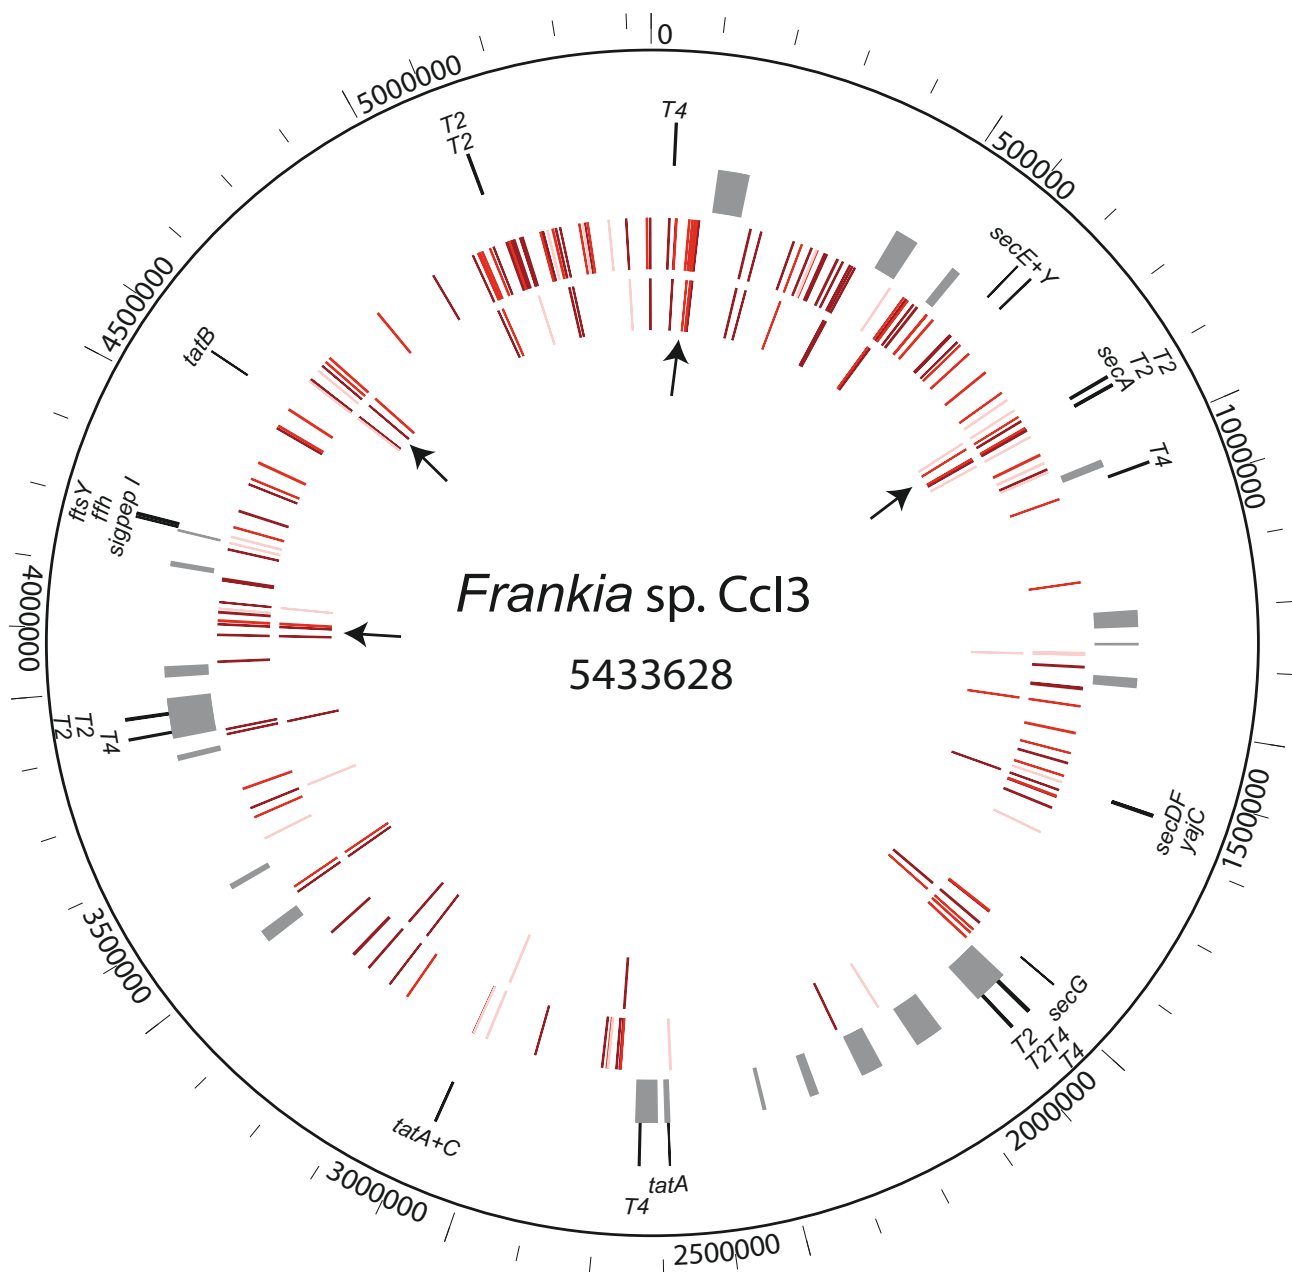 0
500000
1000000
1500000
2000000
2500000
3000000
3500000
4000000
4500000
5000000
T4
secE+Y
T2
T2
secA
T4
secDF
yajC
secG
T2
T2T4
T4
tatA
T4
tatA+C
T4
T2
T2
ftsY
ffh
sigpep I
tatB
T2
T2
Frankia sp. CcI3
5433628